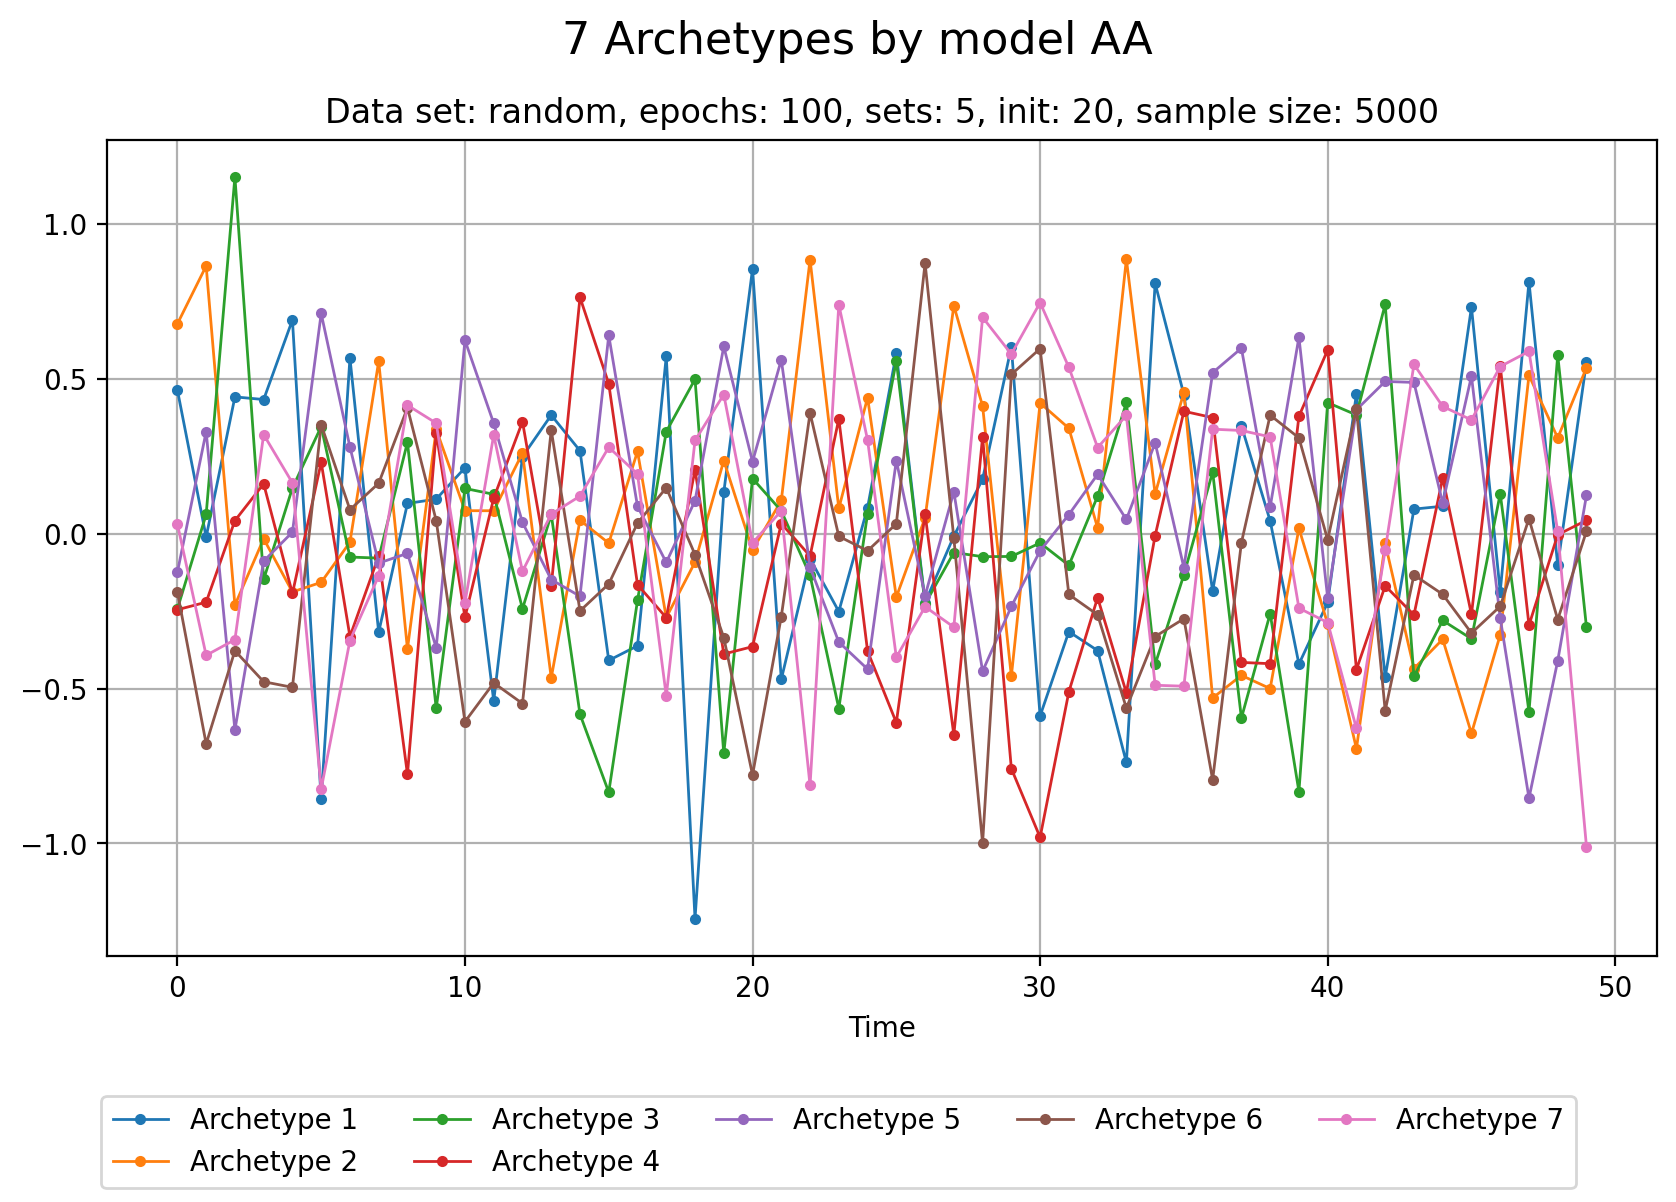 7 Archetypes by model AA
Data set: random, epochs: 100, sets: 5, init: 20, sample size: 5000
1.0
0.5
0.0
−0.5
−1.0
0 10 20 30 40 50
Time
Archetype 1 Archetype 3 Archetype 5 Archetype 6 Archetype 7
Archetype 2 Archetype 4